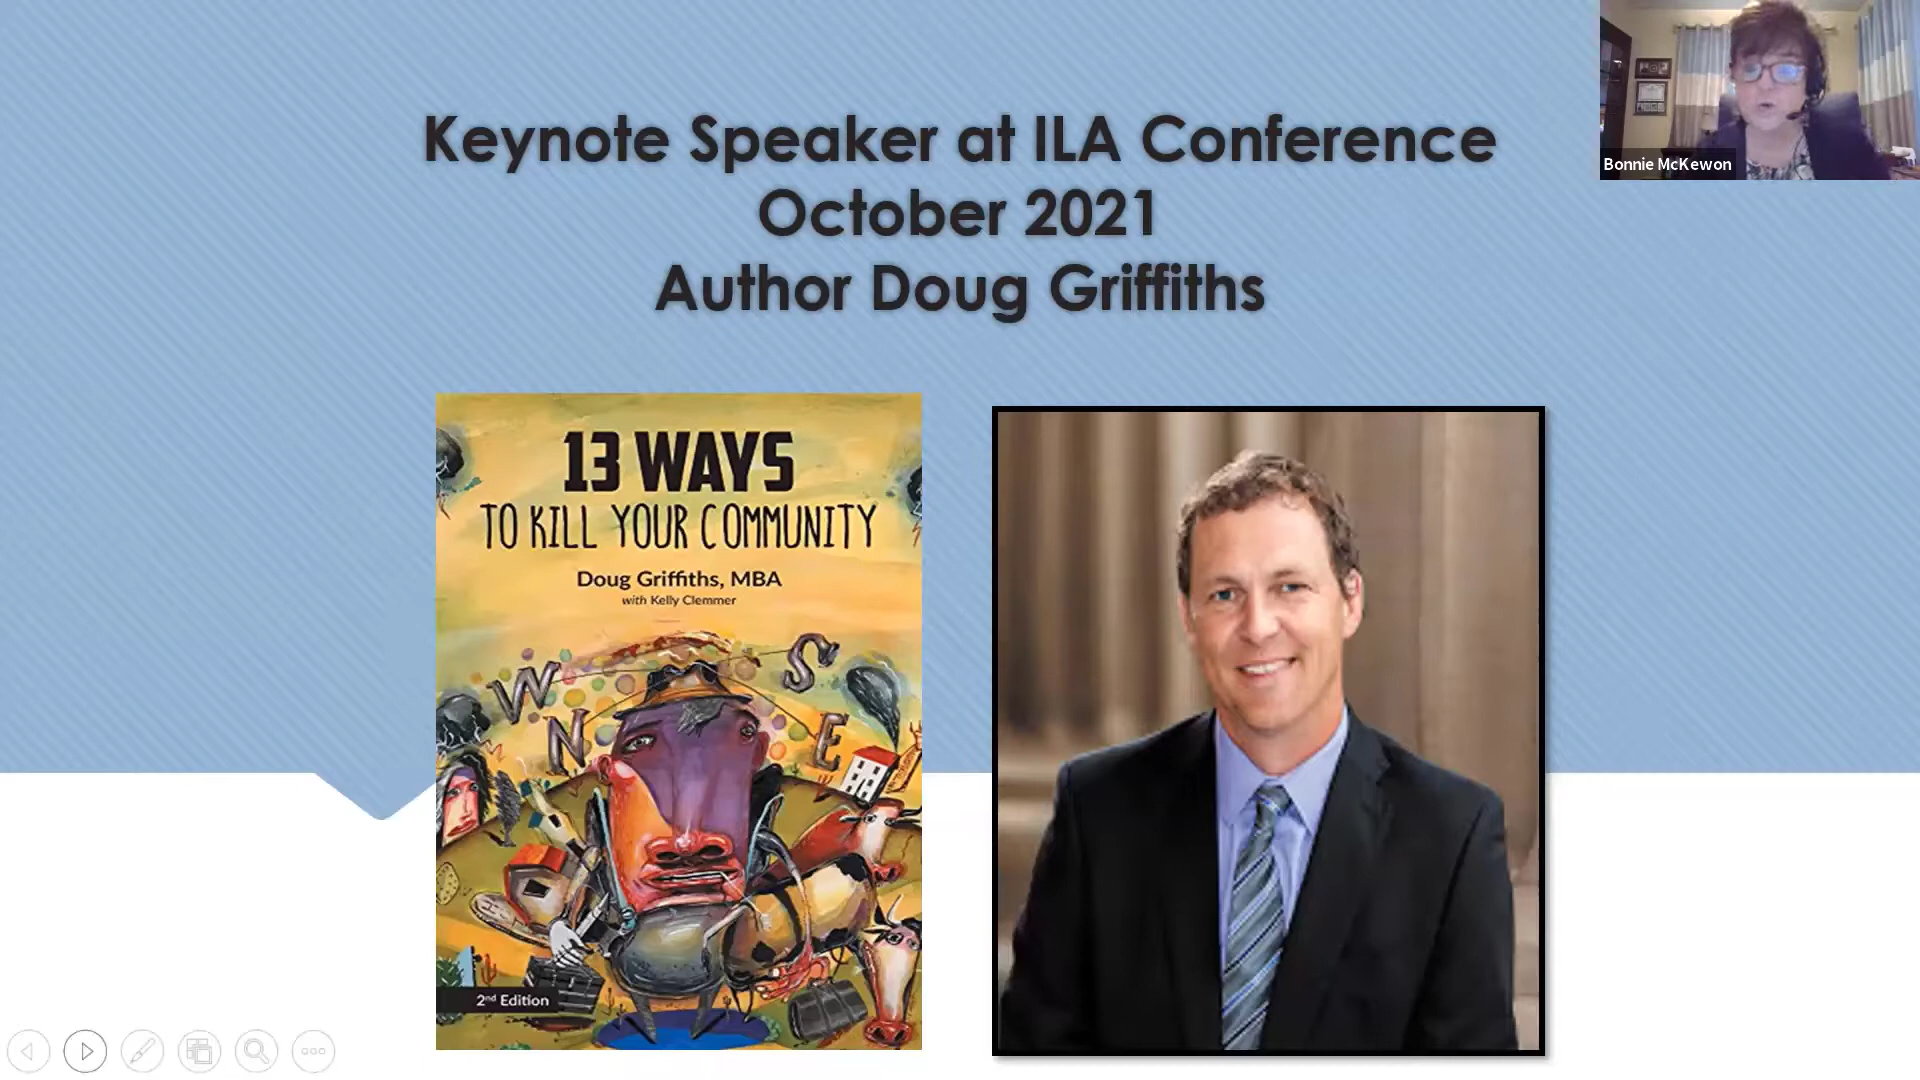 Keynote Speaker at ILA Conference
October 2021
Author Doug Griffiths
Bonnie McKewon
13 WAYS
TO KILL YOUR COMMUNITY
Doug Griffiths, MBA
with Kelly Clemmer
W
S
N
E
2nd Edition